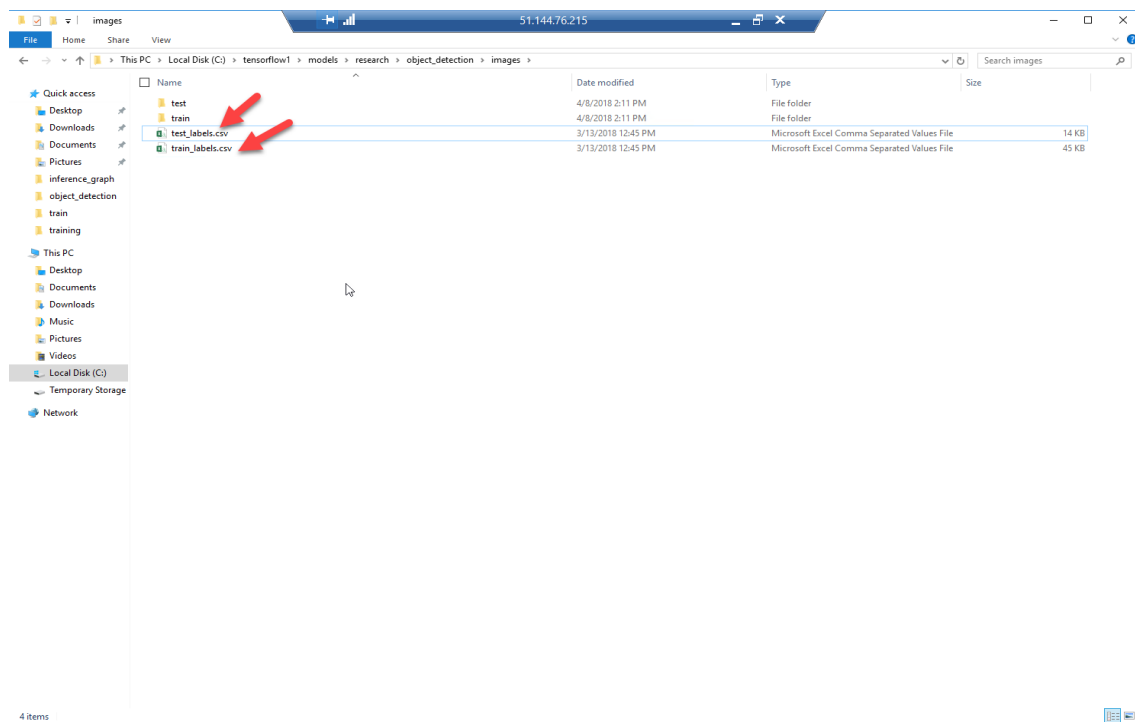 images
51.144.76.215
File Home Share View
This PC > Local Disk (C:) > tensorflow1 > models > research > object_detection > images >
Search images
Name Date modified Type Size
test 4/8/2018 2:11 PM File folder
train 4/8/2018 2:11 PM File folder
test_labels.csv 3/13/2018 12:45 PM Microsoft Excel Comma Separated Values File 14 KB
train_labels.csv 3/13/2018 12:45 PM Microsoft Excel Comma Separated Values File 45 KB
Quick access
Desktop
Downloads
Documents
Pictures
inference_graph
object_detection
train
training
This PC
Desktop
Documents
Downloads
Music
Pictures
Videos
Local Disk (C:)
Temporary Storage
Network
4 items